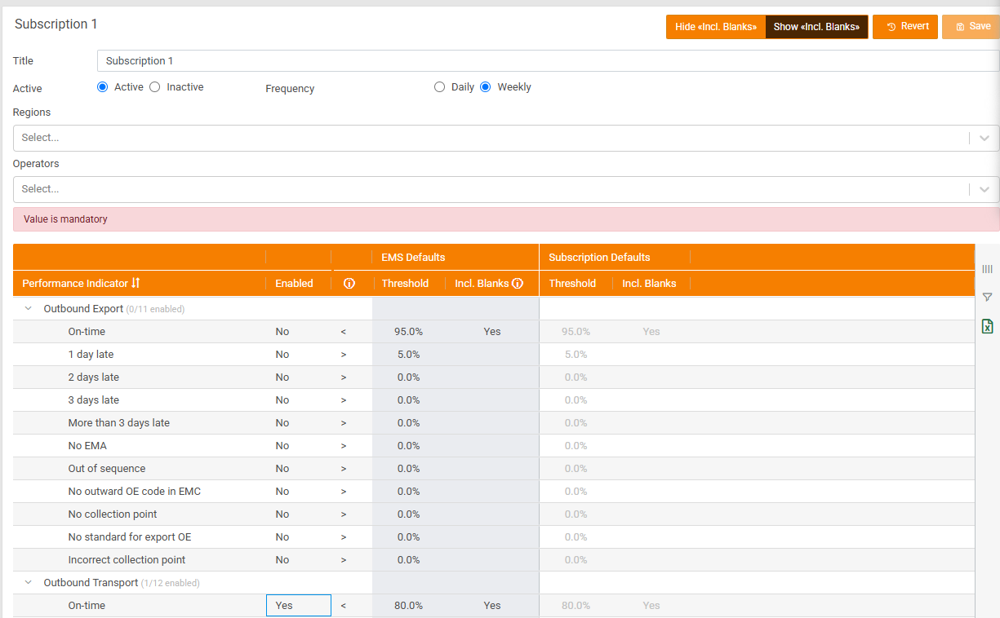 Subscription 1
Hide «Incl. Blanks» Show «Incl. Blanks» Revert Save
Title Subscription 1
Active Active Inactive Frequency Daily Weekly
Regions
Select...
Operators
Select...
Value is mandatory
EMS Defaults Subscription Defaults
Performance Indicator Enabled Threshold Incl. Blanks Threshold Incl. Blanks
Outbound Export (0/11 enabled)
On-time No < 95.0% Yes 95.0% Yes
1 day late No > 5.0% 5.0%
2 days late No > 0.0% 0.0%
3 days late No > 0.0% 0.0%
More than 3 days late No > 0.0% 0.0%
No EMA No > 0.0% 0.0%
Out of sequence No > 0.0% 0.0%
No outward OE code in EMC No > 0.0% 0.0%
No collection point No > 0.0% 0.0%
No standard for export OE No > 0.0% 0.0%
Incorrect collection point No > 0.0% 0.0%
Outbound Transport (1/12 enabled)
On-time Yes < 80.0% Yes 80.0% Yes